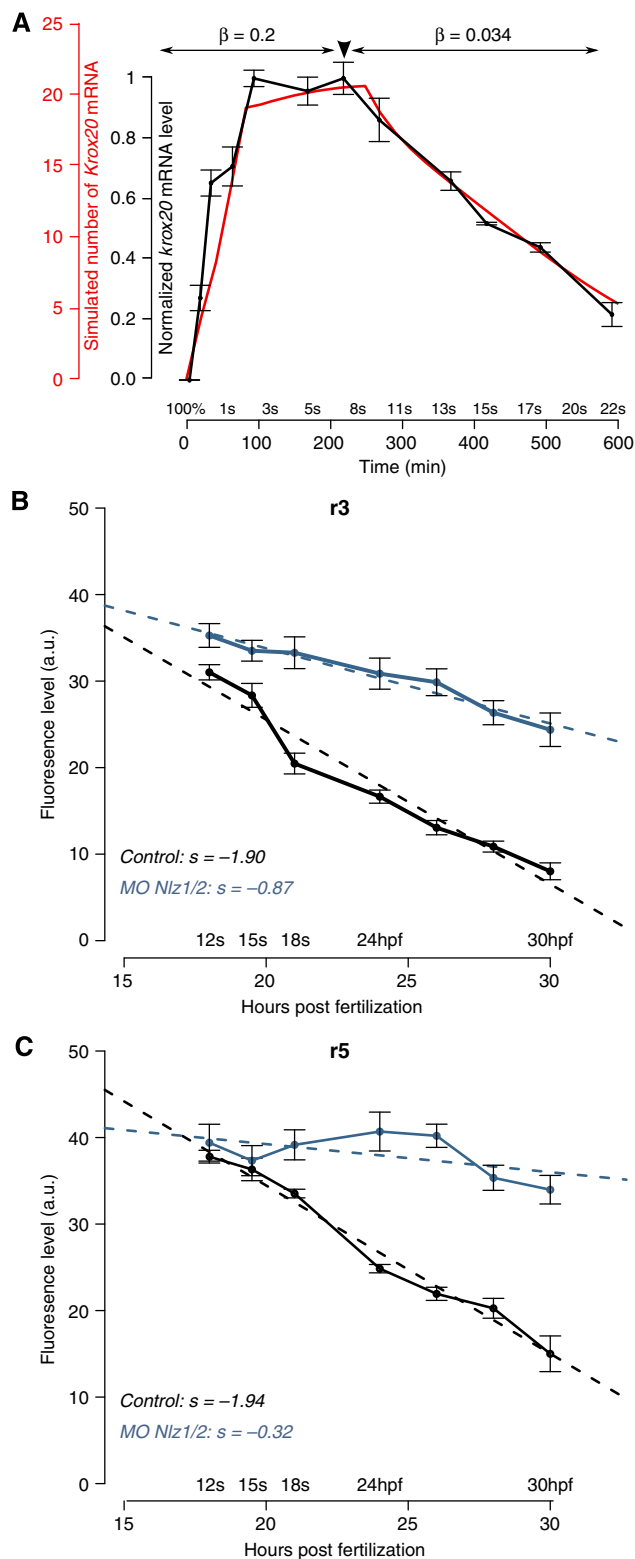 A
β = 0.2
β = 0.034
Simulated number of Krox20 mRNA
25
20
15
10
5
0
Normalized krox20 mRNA level
1
0.8
0.6
0.4
0.2
0.0
100% 1s 3s 5s 8s 11s 13s 15s 17s 20s 22s
0 100 200 300 400 500 600
Time (min)
B
r3
50
40
30
20
10
0
Fluoresence level (a.u.)
Control: s = –1.90
MO Nlz1/2: s = –0.87
12s 15s 18s 24hpf 30hpf
15 20 25 30
Hours post fertilization
C
r5
50
40
30
20
10
0
Fluoresence level (a.u.)
Control: s = –1.94
MO Nlz1/2: s = –0.32
12s 15s 18s 24hpf 30hpf
15 20 25 30
Hours post fertilization